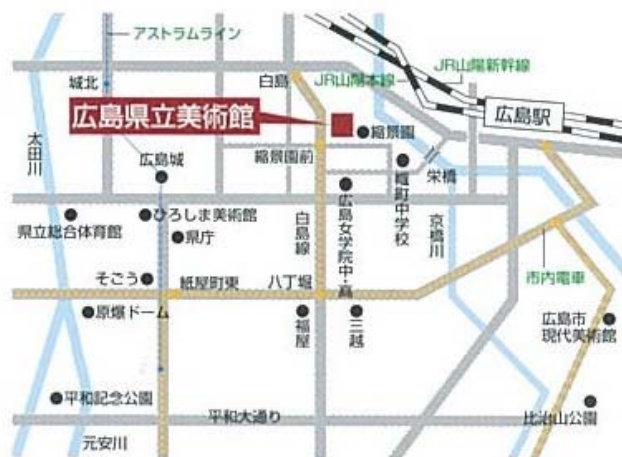 アストラムライン
JR山陽新幹線
城北
白島
JR山陽本線
広島駅
広島県立美術館
縮景園
太田川
広島城
縮景園前
幟町中学校
栄橋
ひろしま美術館
県立総合体育館
県庁
白島線
広島女学院中・高
京橋川
そごう
紙屋町東
八丁堀
市内電車
原爆ドーム
福屋
三越
広島市
現代美術館
平和記念公園
平和大通り
比治山公園
元安川